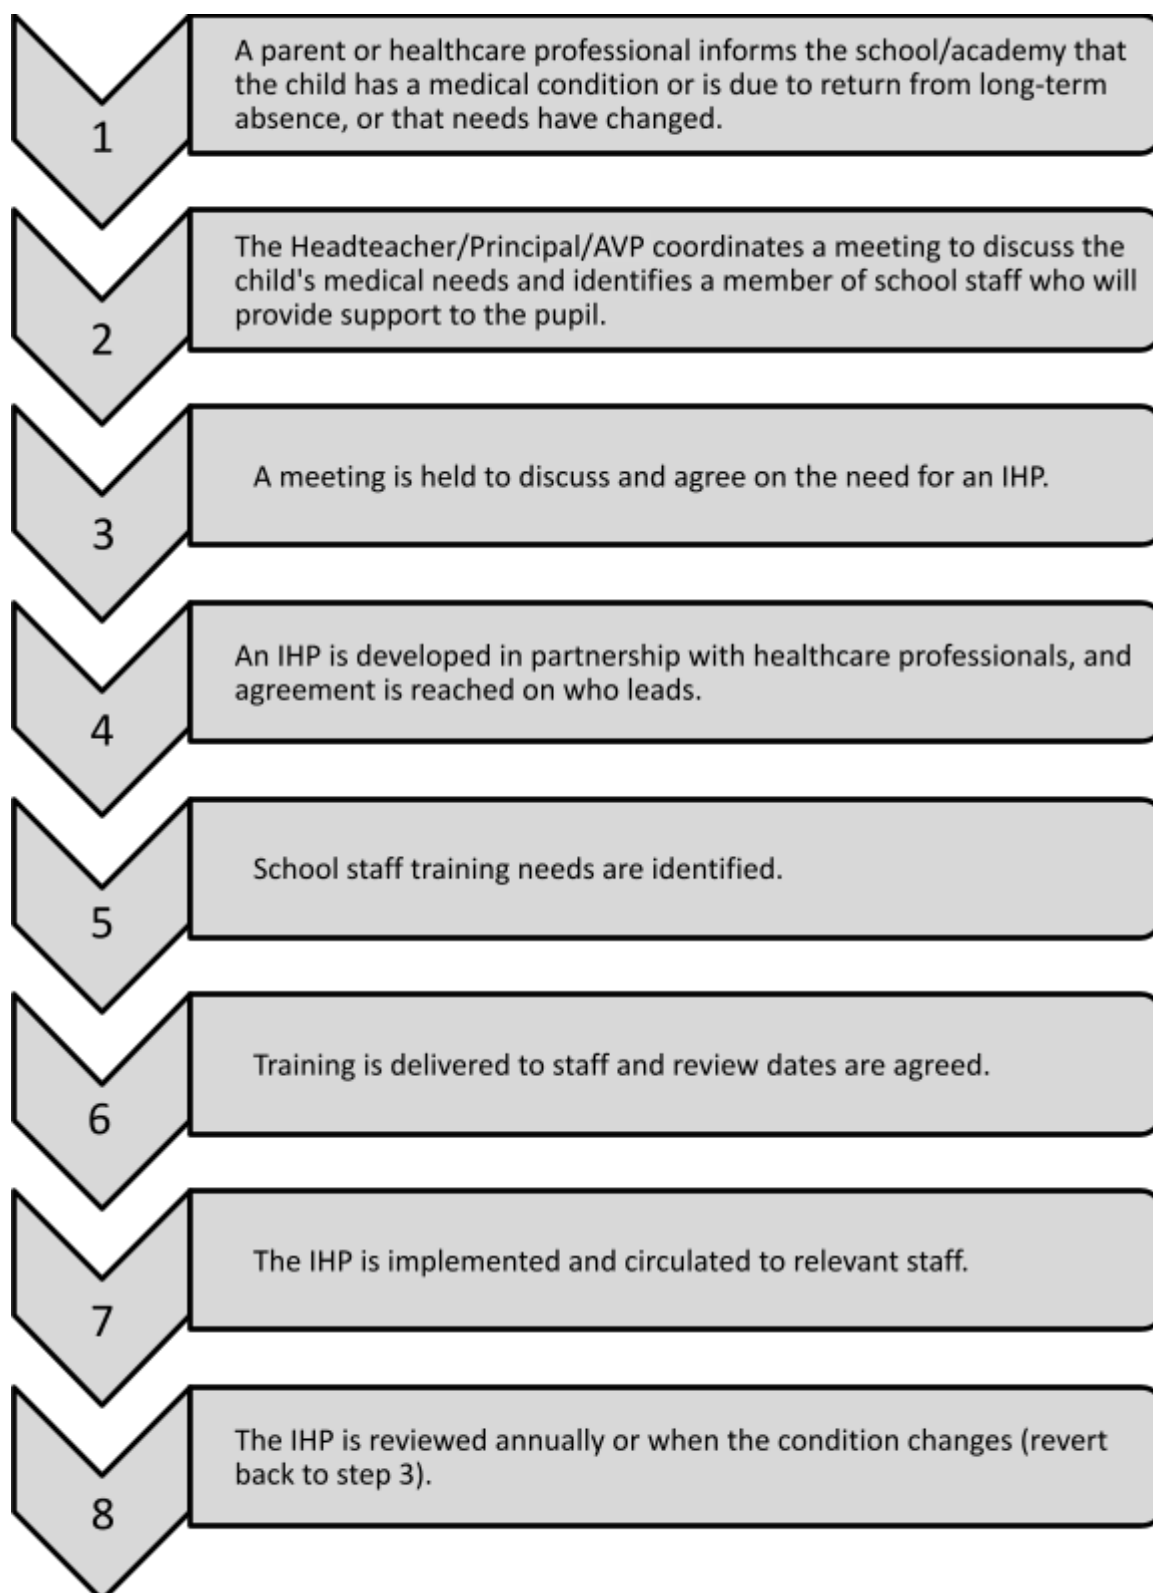 1
A parent or healthcare professional informs the school/academy that
the child has a medical condition or is due to return from long-term
absence, or that needs have changed.
2
The Headteacher/Principal/AVP coordinates a meeting to discuss the
child's medical needs and identifies a member of school staff who will
provide support to the pupil.
3
A meeting is held to discuss and agree on the need for an IHP.
4
An IHP is developed in partnership with healthcare professionals, and
agreement is reached on who leads.
5
School staff training needs are identified.
6
Training is delivered to staff and review dates are agreed.
7
The IHP is implemented and circulated to relevant staff.
8
The IHP is reviewed annually or when the condition changes (revert
back to step 3).